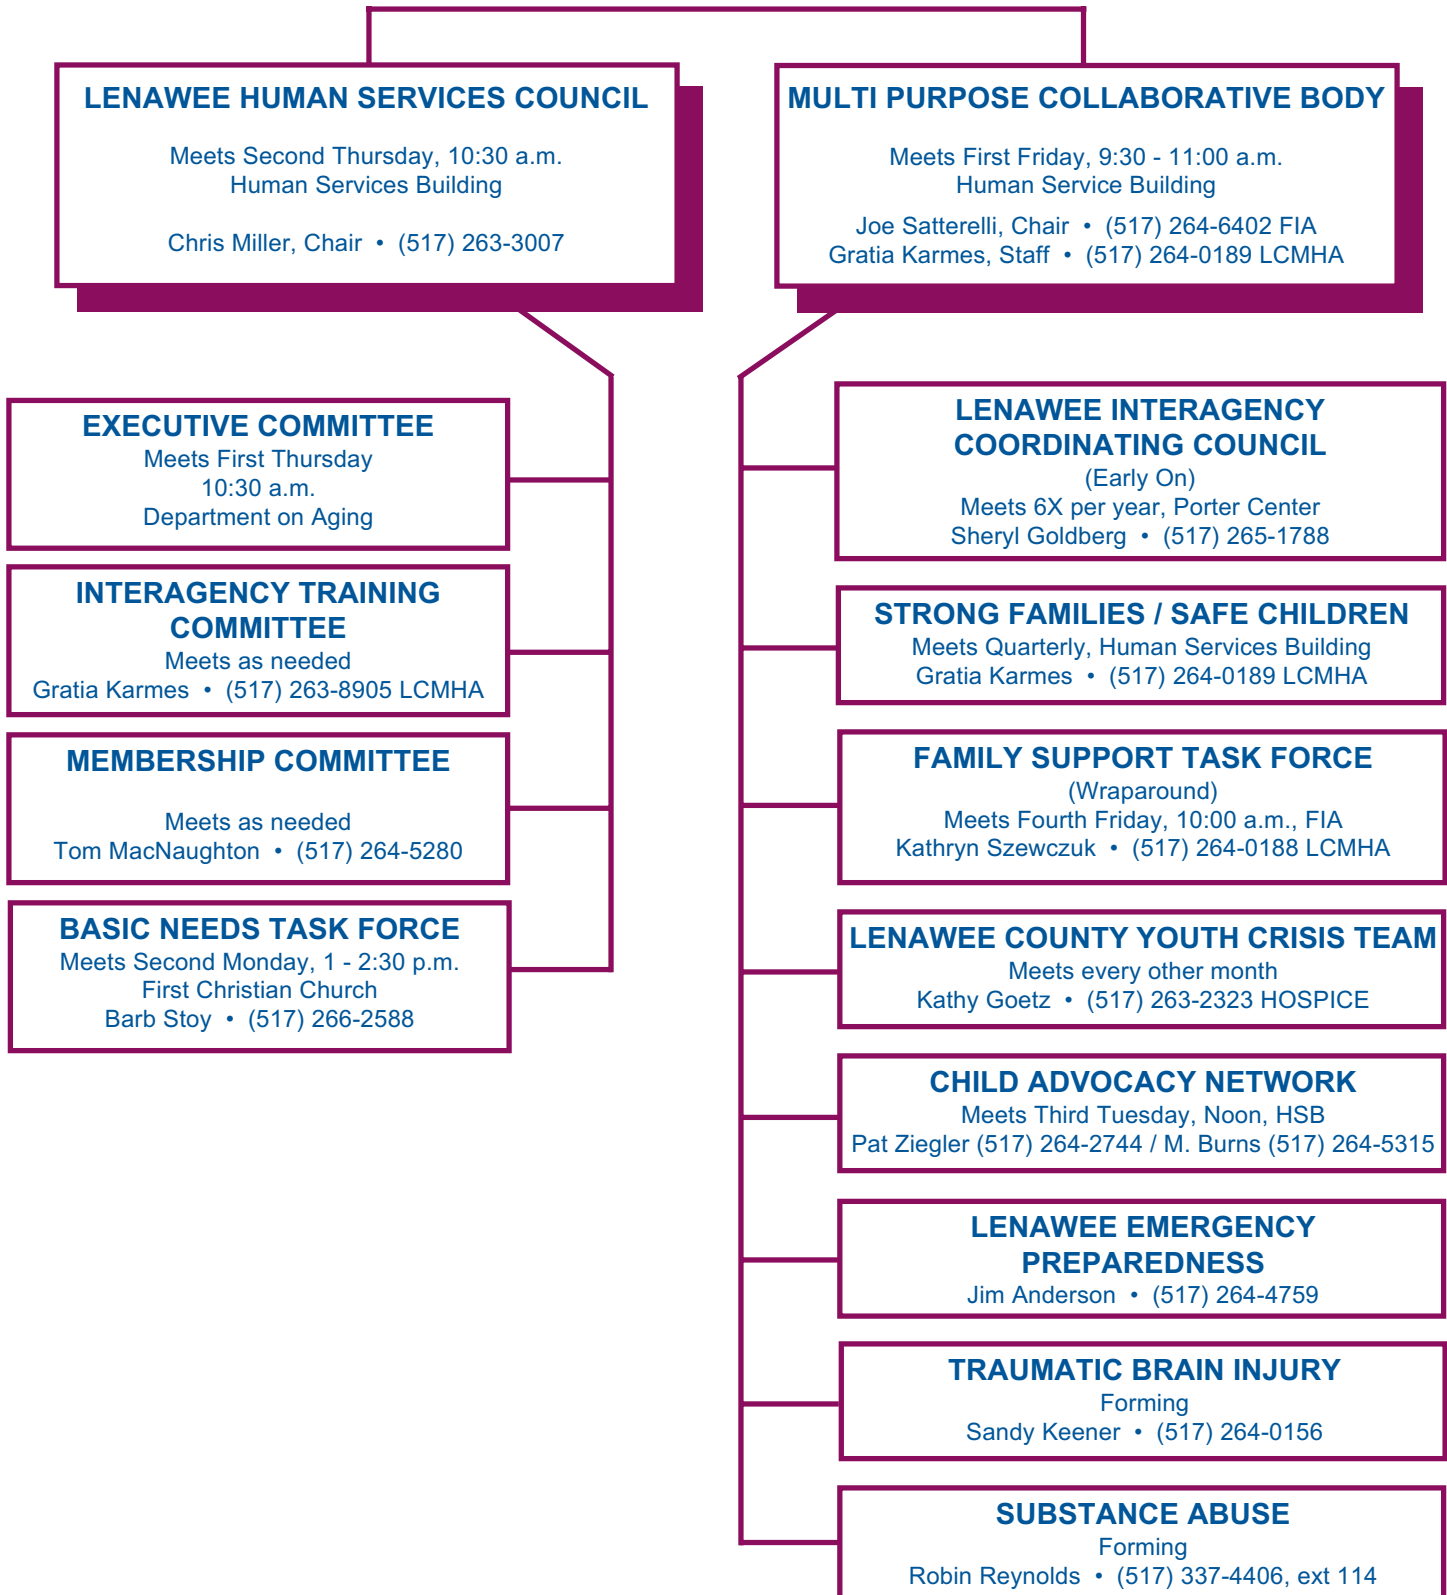 LENAWEE HUMAN SERVICES COUNCIL
Meets Second Thursday, 10:30 a.m.
Human Services Building
Chris Miller, Chair • (517) 263-3007
MULTI PURPOSE COLLABORATIVE BODY
Meets First Friday, 9:30 - 11:00 a.m.
Human Service Building
Joe Satterelli, Chair • (517) 264-6402 FIA
Gratia Karmes, Staff • (517) 264-0189 LCMHA
EXECUTIVE COMMITTEE
Meets First Thursday
10:30 a.m.
Department on Aging
INTERAGENCY TRAINING
COMMITTEE
Meets as needed
Gratia Karmes • (517) 263-8905 LCMHA
MEMBERSHIP COMMITTEE
Meets as needed
Tom MacNaughton • (517) 264-5280
BASIC NEEDS TASK FORCE
Meets Second Monday, 1 - 2:30 p.m.
First Christian Church
Barb Stoy • (517) 266-2588
LENAWEE INTERAGENCY
COORDINATING COUNCIL
(Early On)
Meets 6X per year, Porter Center
Sheryl Goldberg • (517) 265-1788
STRONG FAMILIES / SAFE CHILDREN
Meets Quarterly, Human Services Building
Gratia Karmes • (517) 264-0189 LCMHA
FAMILY SUPPORT TASK FORCE
(Wraparound)
Meets Fourth Friday, 10:00 a.m., FIA
Kathryn Szewczuk • (517) 264-0188 LCMHA
LENAWEE COUNTY YOUTH CRISIS TEAM
Meets every other month
Kathy Goetz • (517) 263-2323 HOSPICE
CHILD ADVOCACY NETWORK
Meets Third Tuesday, Noon, HSB
Pat Ziegler (517) 264-2744 / M. Burns (517) 264-5315
LENAWEE EMERGENCY
PREPAREDNESS
Jim Anderson • (517) 264-4759
TRAUMATIC BRAIN INJURY
Forming
Sandy Keener • (517) 264-0156
SUBSTANCE ABUSE
Forming
Robin Reynolds • (517) 337-4406, ext 114